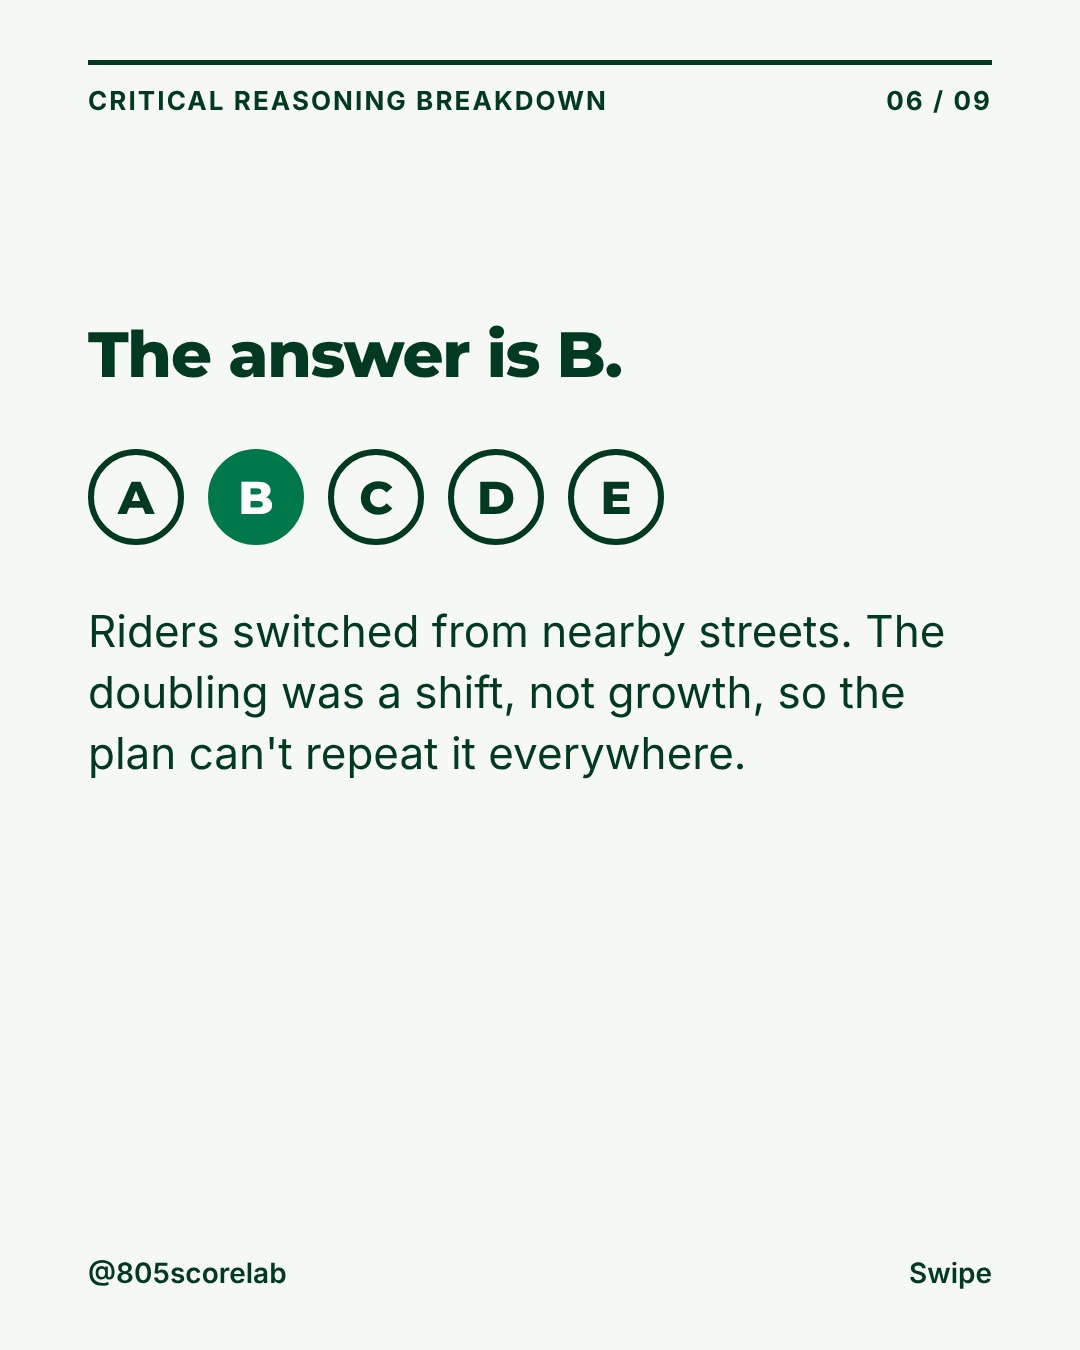 CRITICAL REASONING BREAKDOWN
06 / 09
The answer is B.
A B C D E
Riders switched from nearby streets. The
doubling was a shift, not growth, so the
plan can't repeat it everywhere.
@805scorelab
Swipe